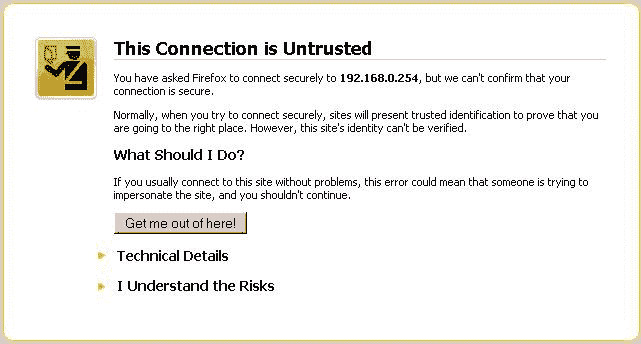 This Connection is Untrusted
You have asked Firefox to connect securely to 192.168.0.254, but we can't confirm that your
connection is secure.
Normally, when you try to connect securely, sites will present trusted identification to prove that you
are going to the right place. However, this site's identity can't be verified.
What Should I Do?
If you usually connect to this site without problems, this error could mean that someone is trying to
impersonate the site, and you shouldn't continue.
Get me out of here!
Technical Details
I Understand the Risks